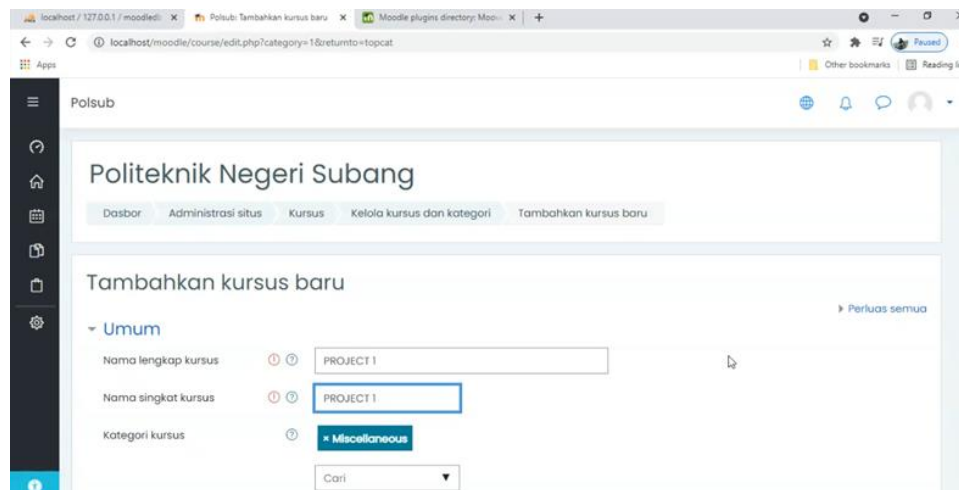 localhost / 127.0.0.1 / moodledb
Polsub: Tambahkan kursus baru
Moodle plugins directory: Moo
localhost/moodle/course/edit.php?category=1&returnto=topcat
Paused
Apps
Other bookmarks
Reading li
Polsub
Politeknik Negeri Subang
Dasbor Administrasi situs Kursus Kelola kursus dan kategori Tambahkan kursus baru
Tambahkan kursus baru
Perluas semua
Umum
Nama lengkap kursus
PROJECT 1
Nama singkat kursus
PROJECT 1
Kategori kursus
× Miscellaneous
Cari